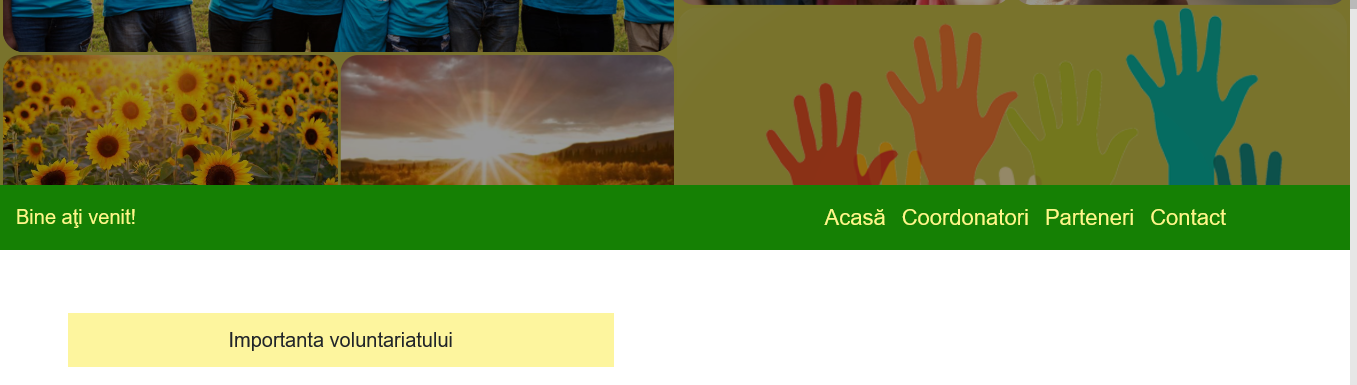 Bine aţi venit!
Acasă Coordonatori Parteneri Contact
Importanta voluntariatului